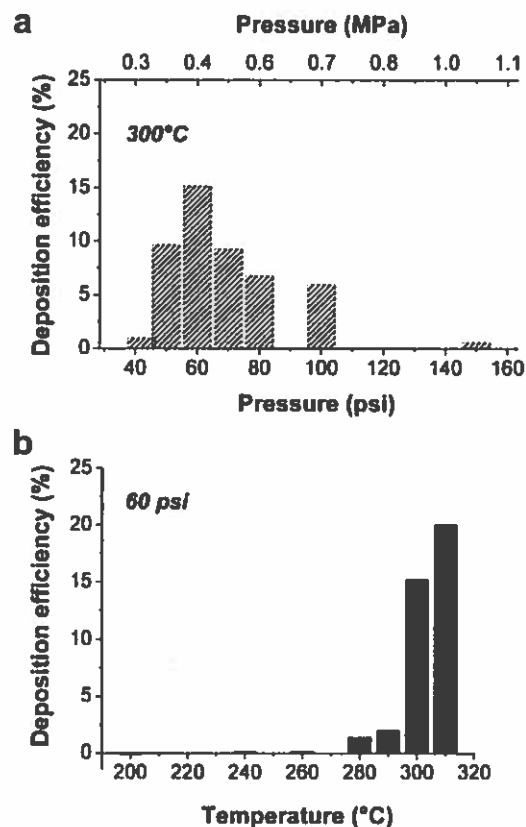 a
Pressure (MPa)
0.3 0.4 0.6 0.7 0.8 1.0 1.1
25
20
15
10
5
0
Deposition efficiency (%)
300°C
40 60 80 100 120 140 160
Pressure (psi)
b
25
20
15
10
5
0
Deposition efficiency (%)
60 psi
200 220 240 260 280 300 320
Temperature (°C)